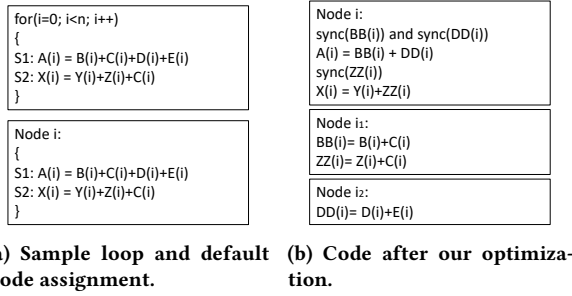 for(i=0; i<n; i++)
{
S1: A(i) = B(i)+C(i)+D(i)+E(i)
S2: X(i) = Y(i)+Z(i)+C(i)
}
Node i:
{
S1: A(i) = B(i)+C(i)+D(i)+E(i)
S2: X(i) = Y(i)+Z(i)+C(i)
}
) Sample loop and default
ode assignment.
Node i:
sync(BB(i)) and sync(DD(i))
A(i) = BB(i) + DD(i)
sync(ZZ(i))
X(i) = Y(i)+ZZ(i)
Node i1:
BB(i)= B(i)+C(i)
ZZ(i)= Z(i)+C(i)
Node i2:
DD(i)= D(i)+E(i)
(b) Code after our optimiza-
tion.